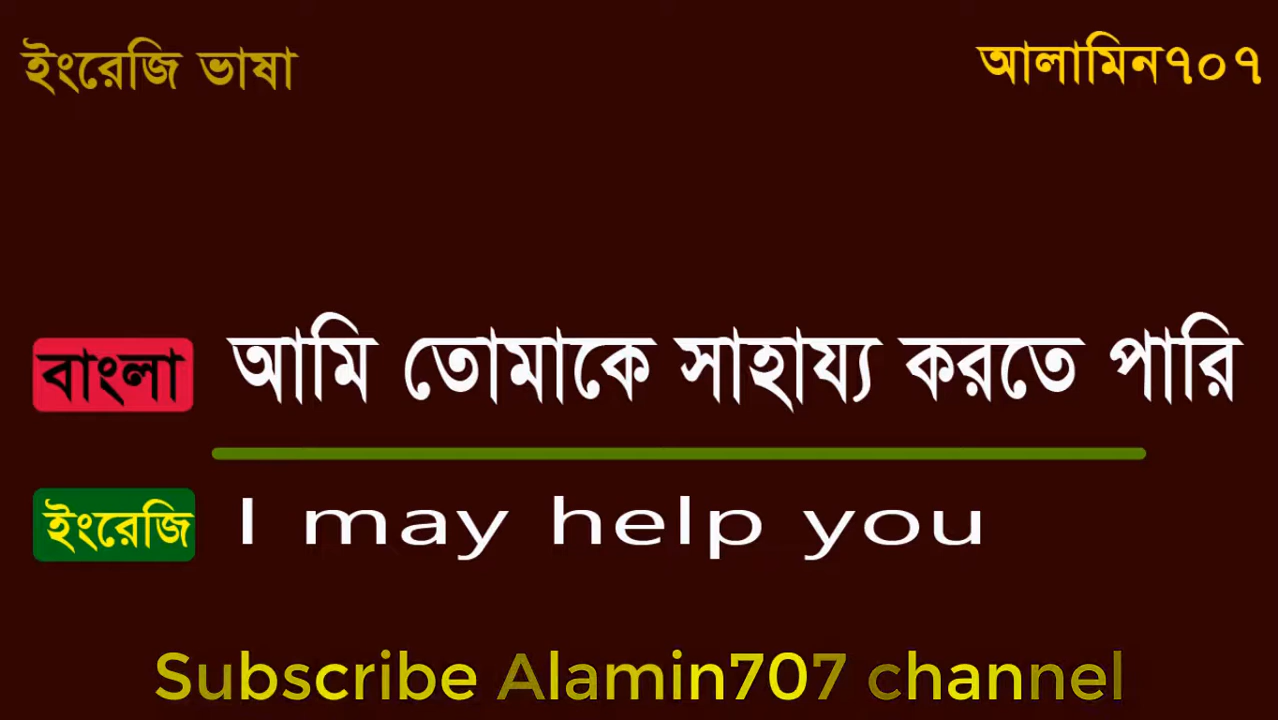 ইংরেজি ভাষা
আলামিন৭০৭
বাংলা আমি তোমাকে সাহায্য করতে পারি
ইংরেজি I may help you
Subscribe Alamin707 channel